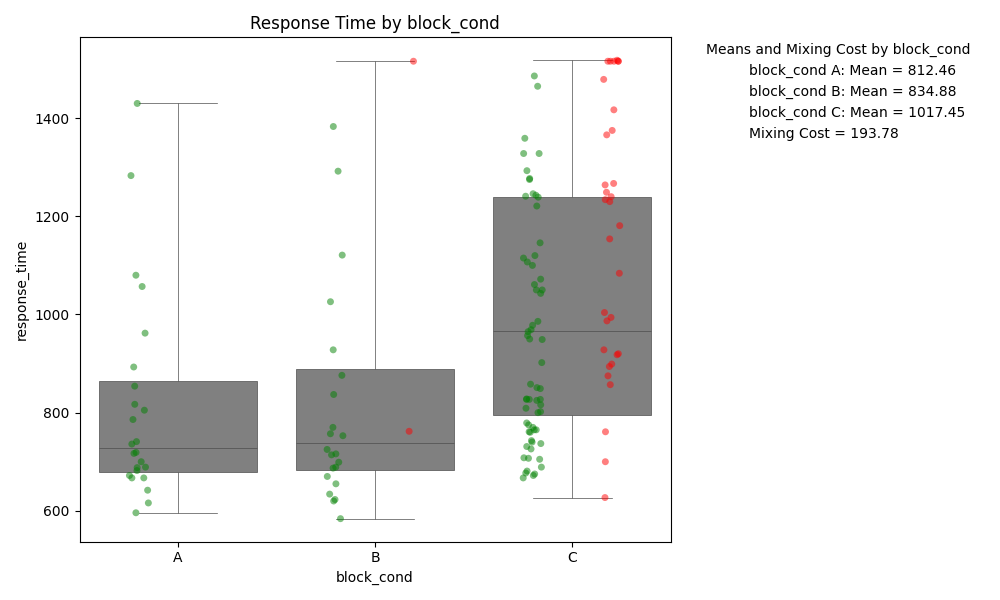 Response Time by block_cond
Means and Mixing Cost by block_cond
block_cond A: Mean = 812.46
block_cond B: Mean = 834.88
block_cond C: Mean = 1017.45
Mixing Cost = 193.78
response_time
1400
1200
1000
800
600
A
B
C
block_cond